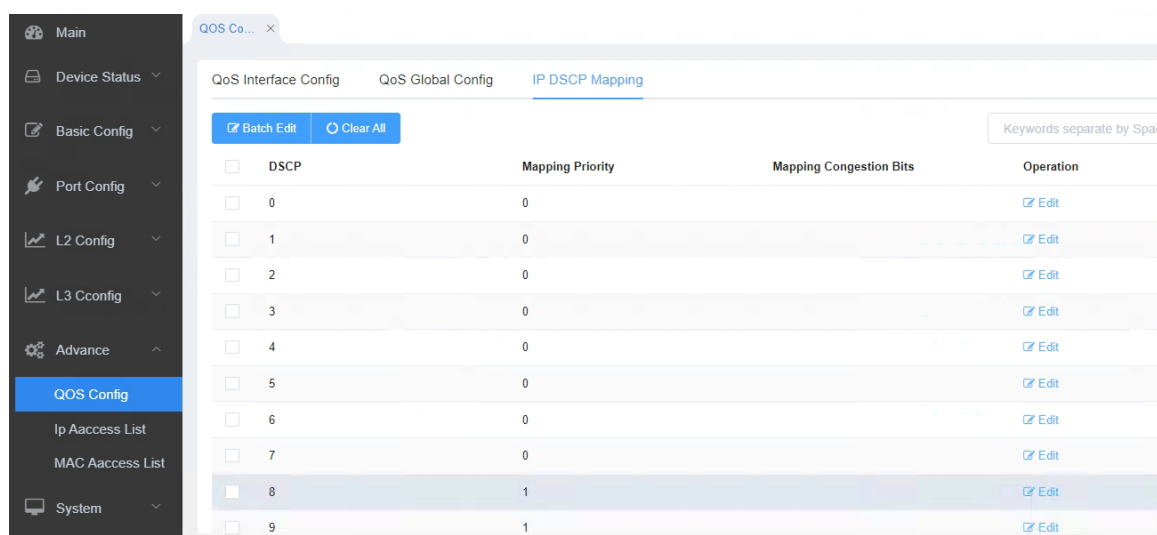 Main
Device Status
Basic Config
Port Config
L2 Config
L3 Cconfig
Advance
QOS Config
Ip Aaccess List
MAC Aaccess List
System
QOS Co...
QoS Interface Config QoS Global Config IP DSCP Mapping
Batch Edit Clear All Keywords separate by
DSCP Mapping Priority Mapping Congestion Bits Operation
0 0 Edit
1 0 Edit
2 0 Edit
3 0 Edit
4 0 Edit
5 0 Edit
6 0 Edit
7 0 Edit
8 1 Edit
9 1 Edit